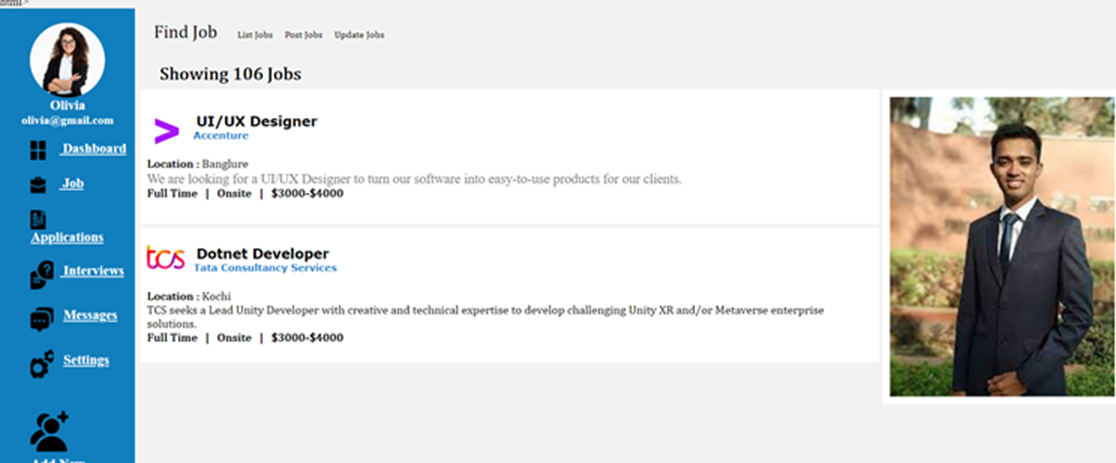 html>
Olivia
olivia@gmail.com
Dashboard
Job
Applications
Interviews
Messages
Settings
Add New
Find Job List Jobs Post Jobs Update Jobs
Showing 106 Jobs
UI/UX Designer
Accenture
Location : Banglure
We are looking for a UI/UX Designer to turn our software into easy-to-use products for our clients.
Full Time | Onsite | $3000-$4000
tcs
Dotnet Developer
Tata Consultancy Services
Location : Kochi
TCS seeks a Lead Unity Developer with creative and technical expertise to develop challenging Unity XR and/or Metaverse enterprise
solutions.
Full Time | Onsite | $3000-$4000